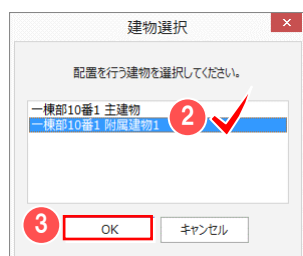 建物選択
×
配置を行う建物を選択してください。
一棟部10番1 主建物
一棟部10番1 附属建物1
2
3
OK
キャンセル